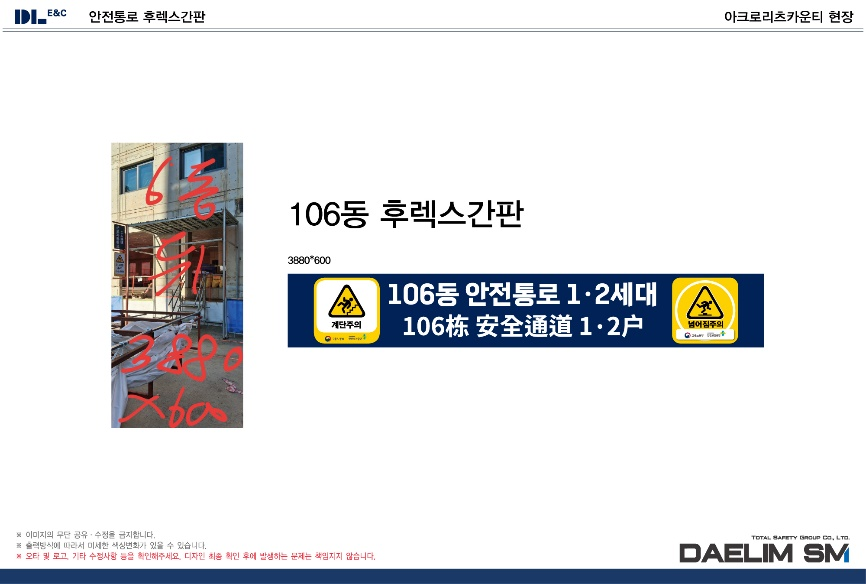 DL E&C 안전통로 후렉스간판
아크로리츠카운티 현장
6동
뒤
3880
×600
106동 후렉스간판
3880*600
계단주의
106동 안전통로 1·2세대
106栋 安全通道 1·2户
넘어짐주의
※ 이미지의 무단 공유·수정을 금지합니다.
※ 출력방식에 따라서 미세한 색상변화가 있을 수 있습니다.
※ 오타 및 로고, 기타 수정사항 등을 확인해주세요. 디자인 최종 확인 후에 발생하는 문제는 책임지지 않습니다.
TOTAL SAFETY GROUP CO., LTD.
DAELIM SM